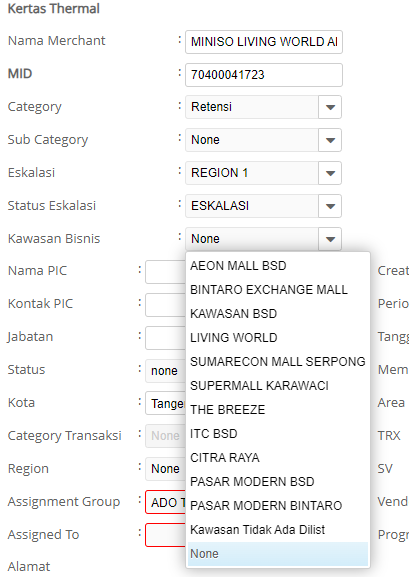 Kertas Thermal
Nama Merchant : MINISO LIVING WORLD Al
MID : 70400041723
Category : Retensi
Sub Category : None
Eskalasi : REGION 1
Status Eskalasi : ESKALASI
Kawasan Bisnis : None
AEON MALL BSD
BINTARO EXCHANGE MALL
KAWASAN BSD
LIVING WORLD
SUMARECON MALL SERPONG
SUPERMALL KARAWACI
THE BREEZE
ITC BSD
CITRA RAYA
PASAR MODERN BSD
PASAR MODERN BINTARO
Kawasan Tidak Ada Dilist
None
Nama PIC : Creat
Kontak PIC : Perio
Jabatan : Tangg
Status : none Mem
Kota : Tange Area
Category Transaksi : None TRX
Region : None SV
Assignment Group : ADO T Vend
Assigned To : Progr
Alamat